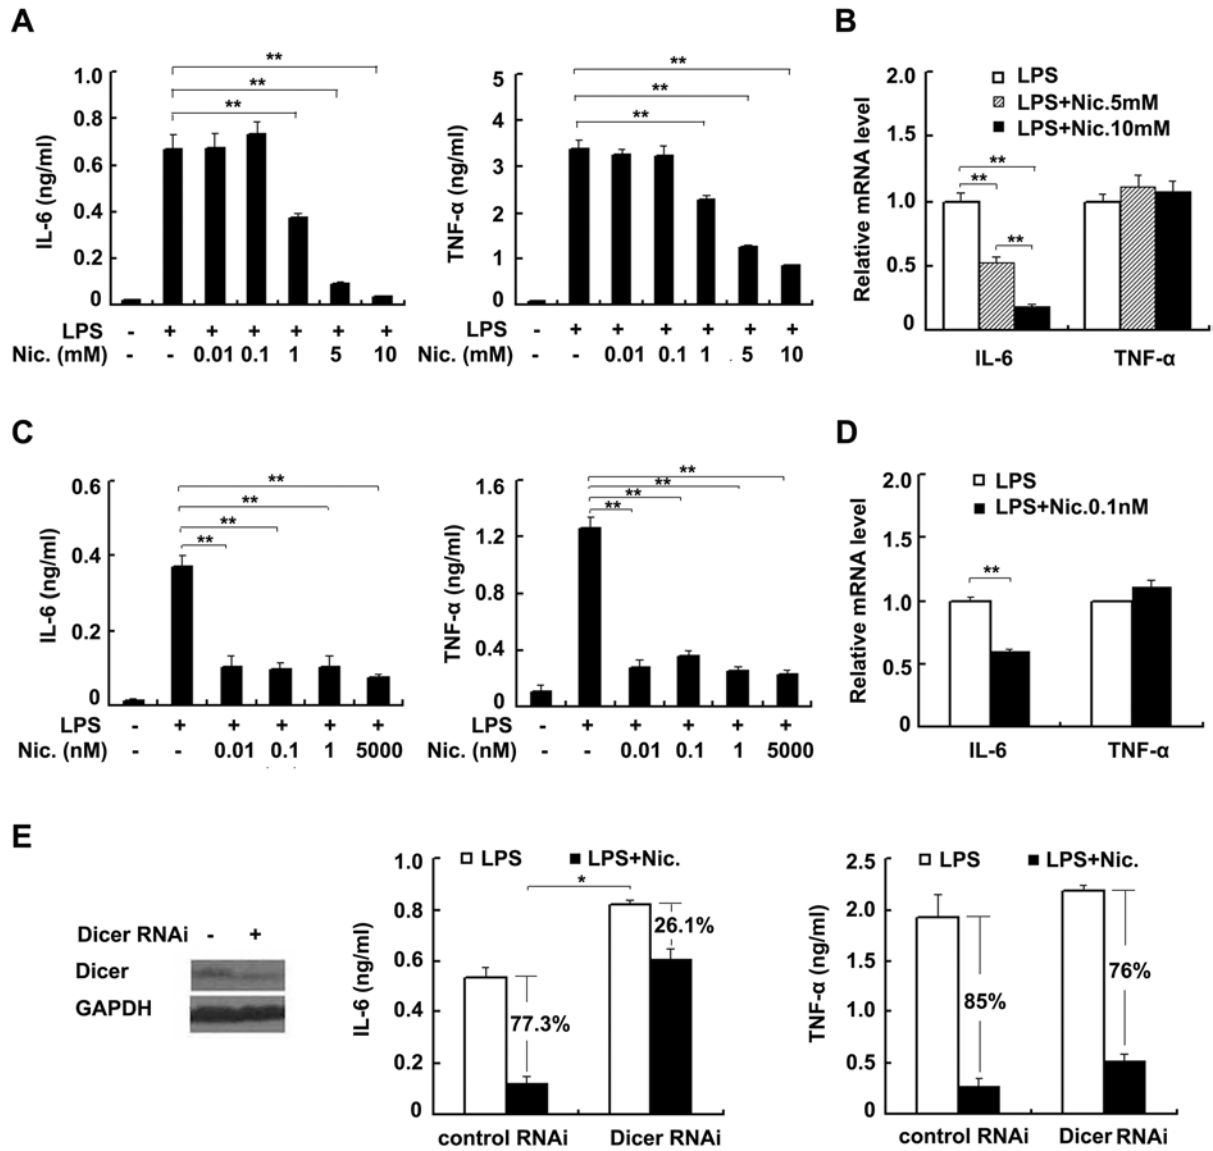 A
**
**
**
1.0
0.8
0.6
0.4
0.2
0
IL-6 (ng/ml)
LPS - + + + + + +
Nic. (mM) - - 0.01 0.1 1 5 10
**
**
**
5
4
3
2
1
0
TNF-α (ng/ml)
LPS - + + + + + +
Nic. (mM) - - 0.01 0.1 1 5 10
B
LPS
LPS+Nic.5mM
LPS+Nic.10mM
2.0
1.5
1.0
0.5
0
Relative mRNA level
**
**
**
IL-6 TNF-α
C
**
**
**
**
0.6
0.4
0.2
0
IL-6 (ng/ml)
LPS - + + + + +
Nic. (nM) - - 0.01 0.1 1 5000
**
**
**
**
1.6
1.2
0.8
0.4
0
TNF-α (ng/ml)
LPS - + + + + +
Nic. (nM) - - 0.01 0.1 1 5000
D
LPS
LPS+Nic.0.1nM
2.0
1.5
1.0
0.5
0
Relative mRNA level
**
IL-6 TNF-α
E
Dicer RNAi - +
Dicer
GAPDH
LPS LPS+Nic.
1.0
0.8
0.6
0.4
0.2
0
IL-6 (ng/ml)
*
77.3%
26.1%
control RNAi Dicer RNAi
LPS LPS+Nic.
2.5
2.0
1.5
1.0
0.5
0
TNF-α (ng/ml)
85%
76%
control RNAi Dicer RNAi